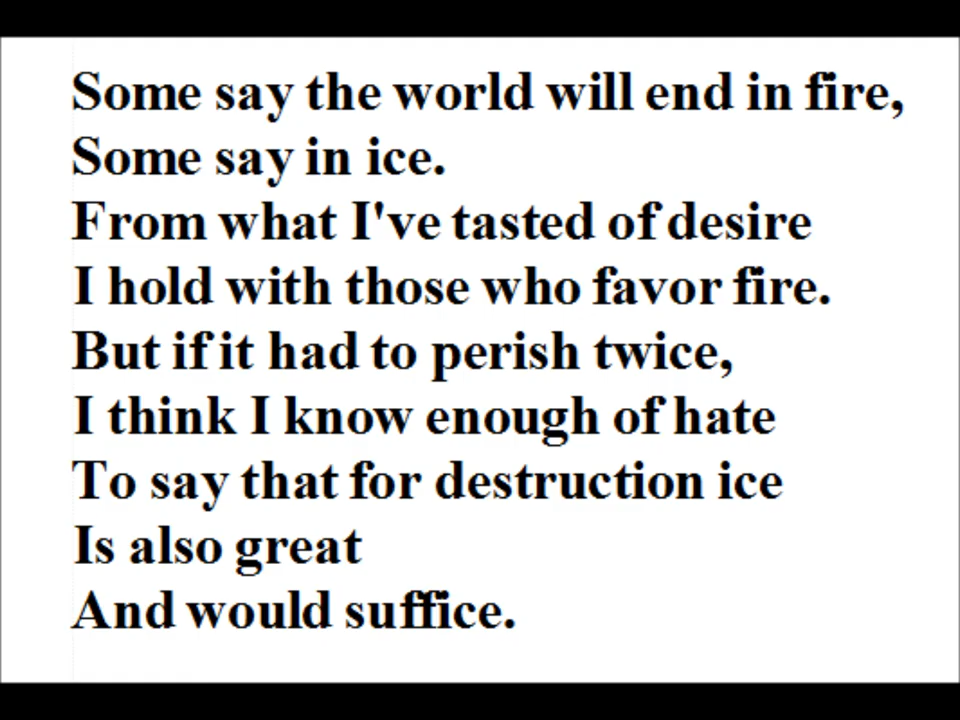 Some say the world will end in fire,
Some say in ice.
From what I've tasted of desire
I hold with those who favor fire.
But if it had to perish twice,
I think I know enough of hate
To say that for destruction ice
Is also great
And would suffice.